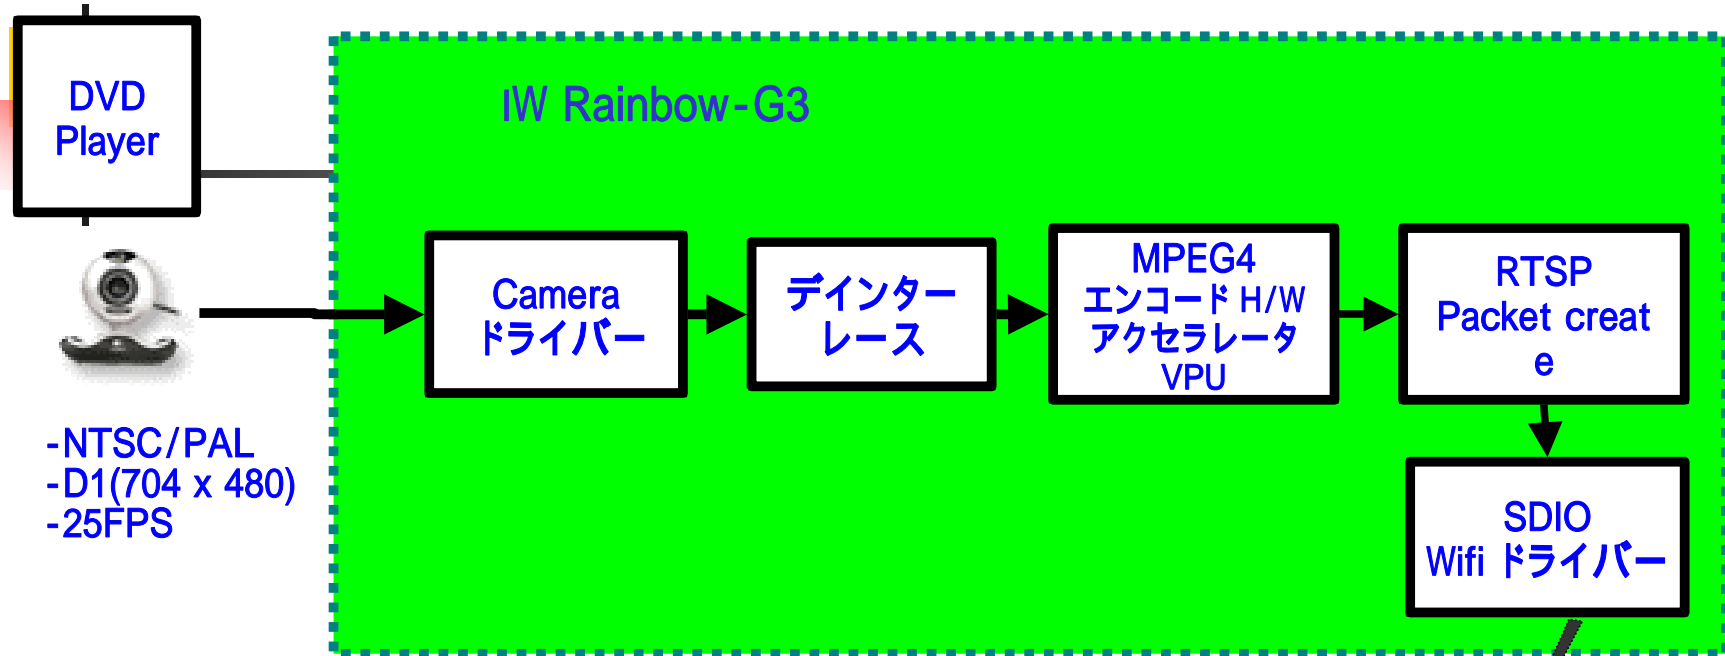 DVD
Player
IW Rainbow-G3
Camera
ドライバー
デインター
レース
MPEG4
エンコード H/W
アクセラレータ
VPU
RTSP
Packet creat
e
-NTSC/PAL
-D1(704 x 480)
-25FPS
SDIO
Wifi ドライバー